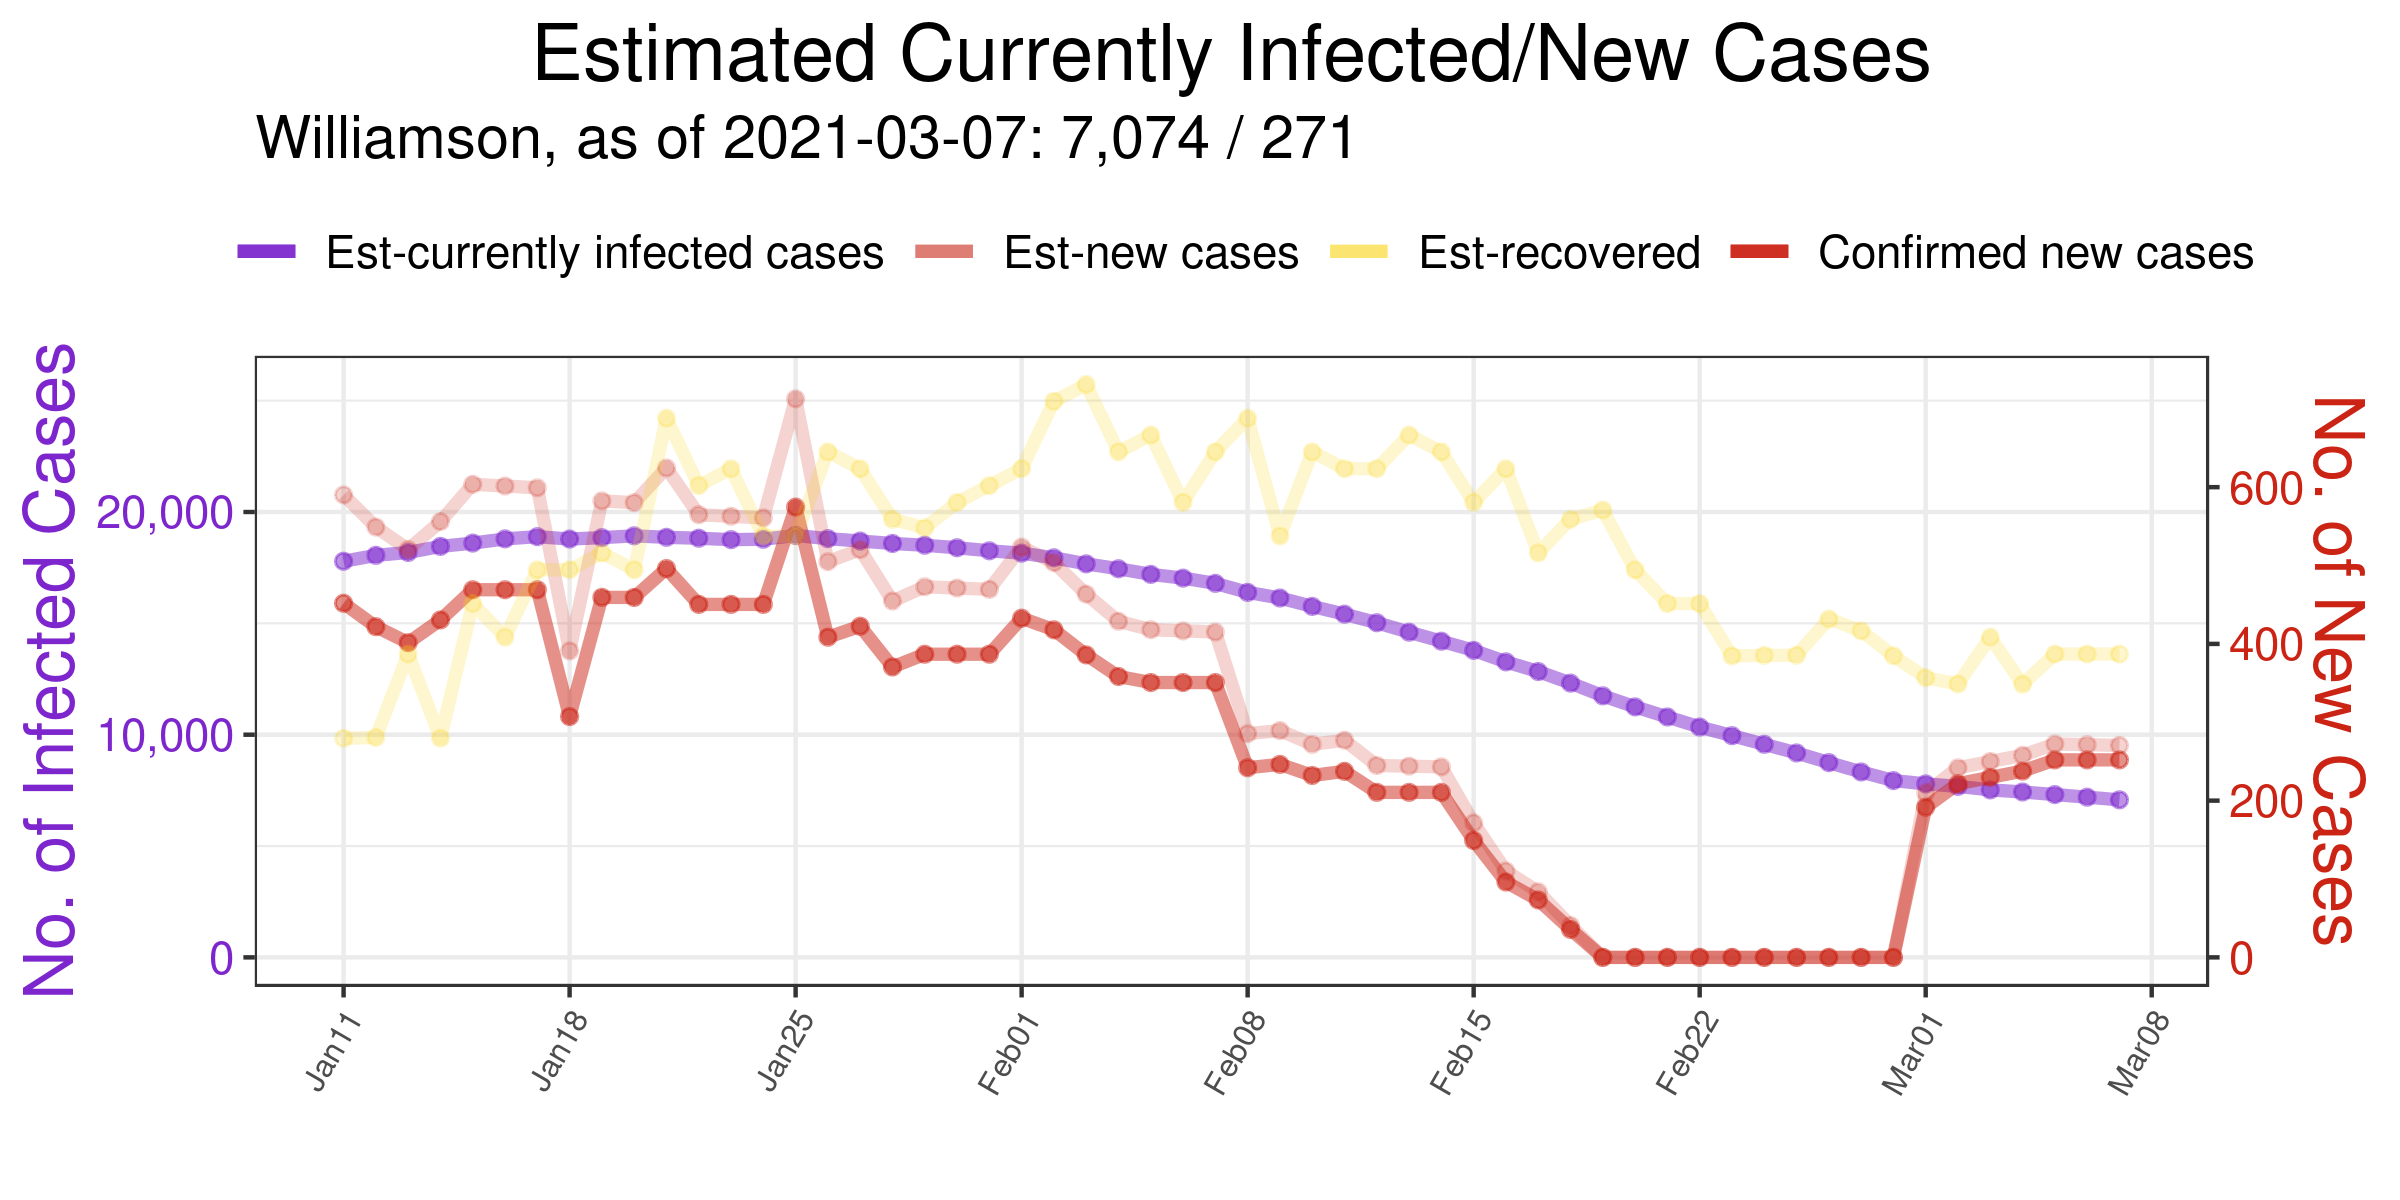 Estimated Currently Infected/New Cases
Williamson, as of 2021-03-07: 7,074 / 271
Est-currently infected cases Est-new cases Est-recovered Confirmed new cases
No. of Infected Cases
20,000
10,000
0
600
400
200
0
No. of New Cases
Jan11 Jan18 Jan25 Feb01 Feb08 Feb15 Feb22 Mar01 Mar08